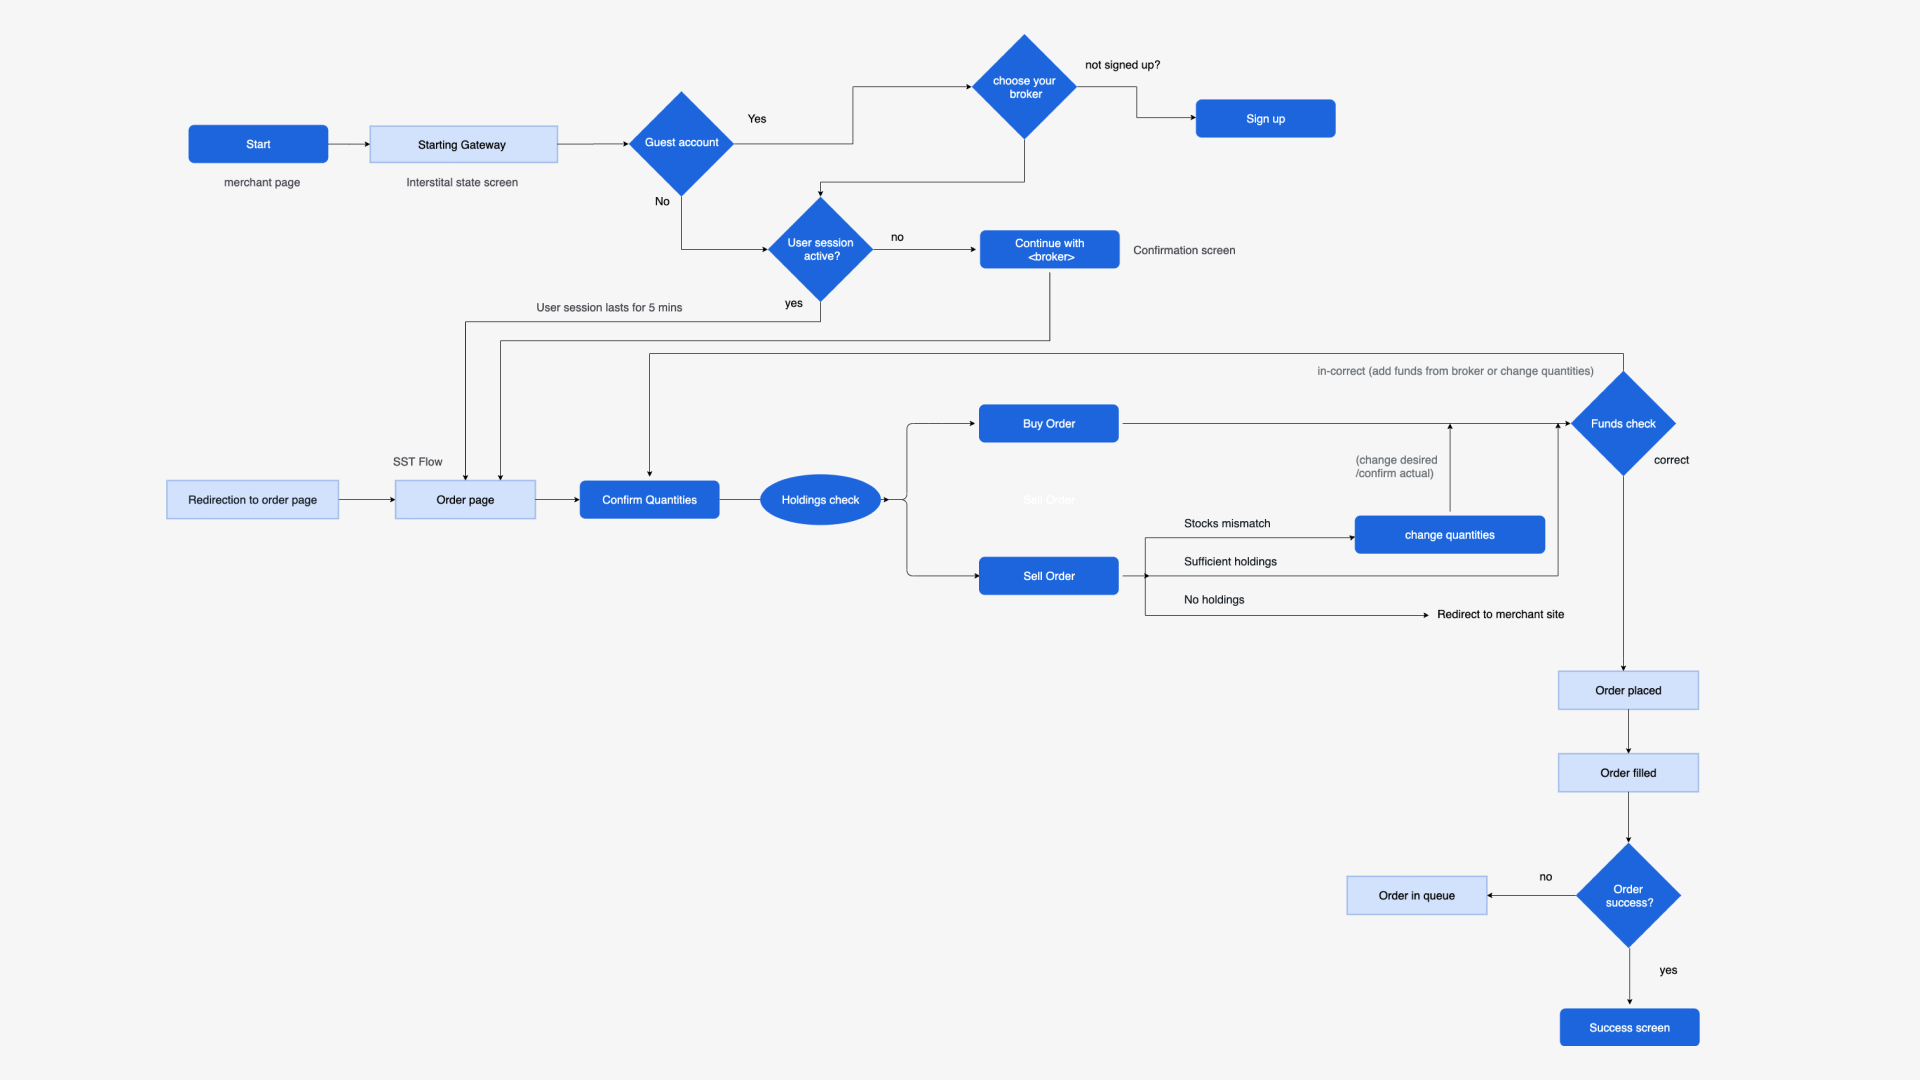 choose your
broker
not signed up?
Sign up
Yes
Start
Starting Gateway
Guest account
merchant page
Interstital state screen
No
User session
active?
no
Continue with
<broker>
Confirmation screen
yes
User session lasts for 5 mins
in-correct (add funds from broker or change quantities)
Buy Order
Funds check
SST Flow
(change desired
/confirm actual)
correct
Redirection to order page
Order page
Confirm Quantities
Holdings check
Sell Order
Stocks mismatch
change quantities
Sufficient holdings
Sell Order
No holdings
Redirect to merchant site
Order placed
Order filled
no
Order in queue
Order
success?
yes
Success screen